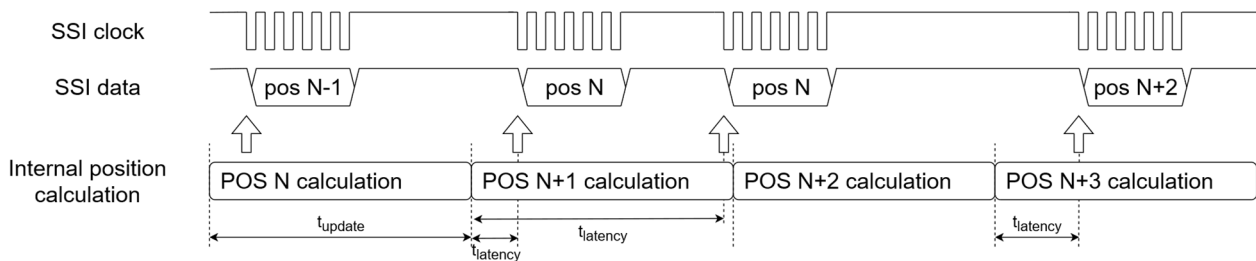 SSI clock
SSI data
pos N-1
pos N
pos N
pos N+2
Internal position
calculation
POS N calculation
POS N+1 calculation
POS N+2 calculation
POS N+3 calculation
tupdate
tlatency
tlatency
tlatency